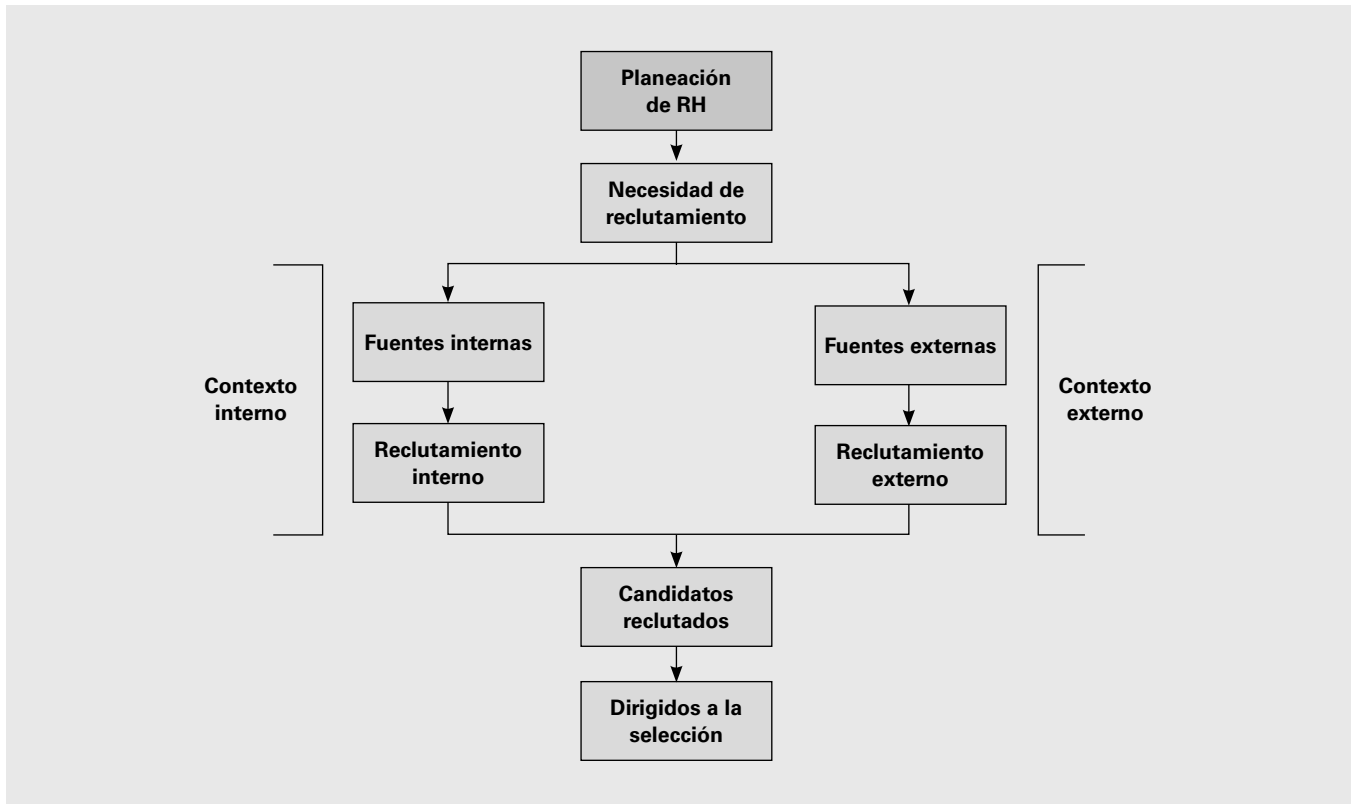 Planeación
de RH
Necesidad de
reclutamiento
Fuentes internas
Fuentes externas
Contexto
interno
Contexto
externo
Reclutamiento
interno
Reclutamiento
externo
Candidatos
reclutados
Dirigidos a la
selección